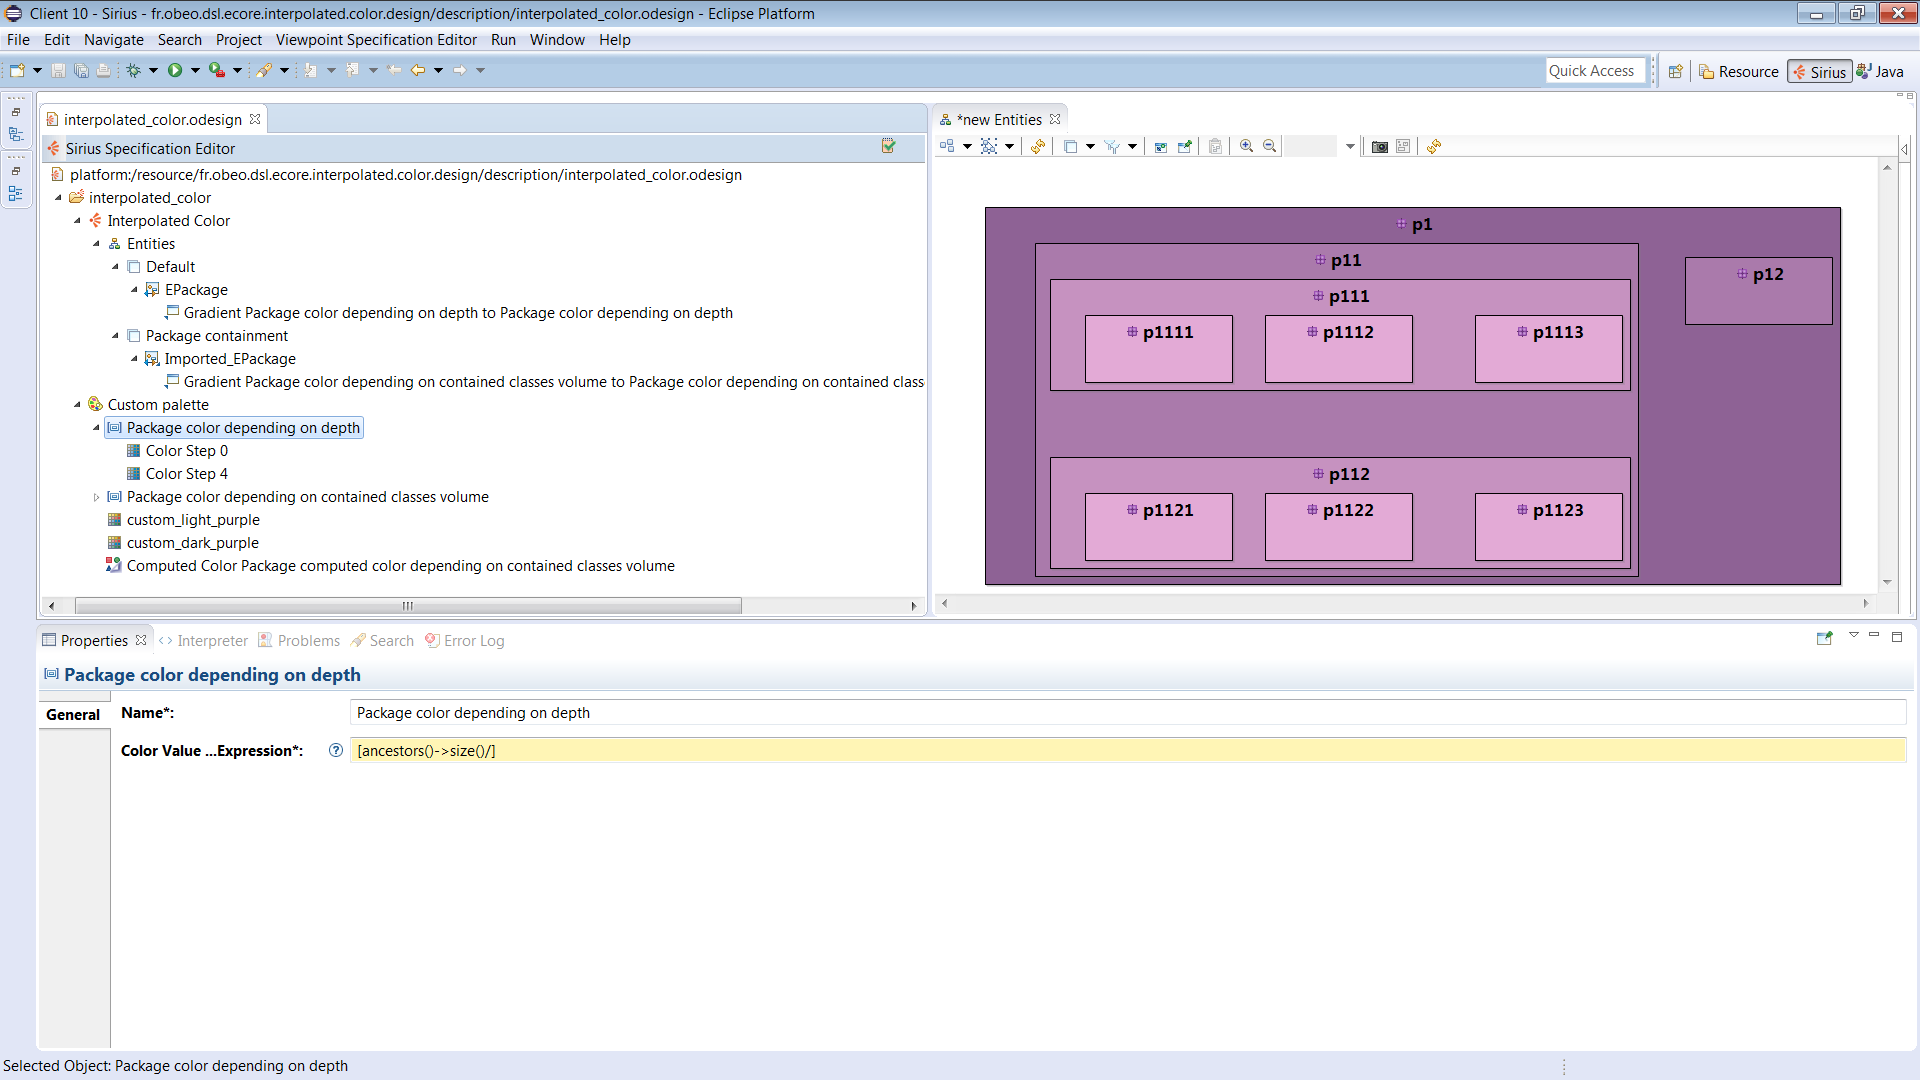 Client 10 - Sirius - fr.obeo.dsl.ecore.interpolated.color.design/description/interpolated_color.odesign - Eclipse Platform
File Edit Navigate Search Project Viewpoint Specification Editor Run Window Help
Quick Access Resource Sirius Java
interpolated_color.odesign
Sirius Specification Editor
platform:/resource/fr.obeo.dsl.ecore.interpolated.color.design/description/interpolated_color.odesign
interpolated_color
Interpolated Color
Entities
Default
EPackage
Gradient Package color depending on depth to Package color depending on depth
Package containment
Imported_EPackage
Gradient Package color depending on contained classes volume to Package color depending on contained class
Custom palette
Package color depending on depth
Color Step 0
Color Step 4
Package color depending on contained classes volume
custom_light_purple
custom_dark_purple
Computed Color Package computed color depending on contained classes volume
*new Entities
p1
p11
p12
p111
p1111 p1112 p1113
p112
p1121 p1122 p1123
Properties Interpreter Problems Search Error Log
Package color depending on depth
General
Name*: Package color depending on depth
Color Value ...Expression*: [ancestors()->size()/]
Selected Object: Package color depending on depth